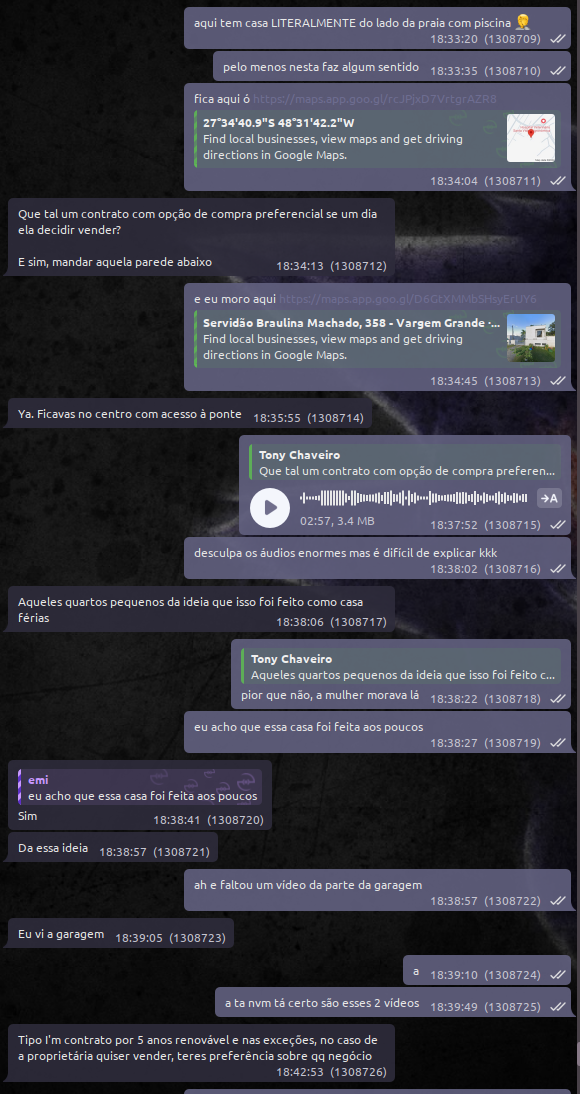 aqui tem casa LITERALMENTE do lado da praia com piscina 🤦
18:33:20 (1308709)
pelo menos nesta faz algum sentido 18:33:35 (1308710)
fica aqui ó https://maps.app.goo.gl/rcJPjxD7VrtgrAZR8
27°34'40.9"S 48°31'42.2"W
Find local businesses, view maps and get driving
directions in Google Maps.
18:34:04 (1308711)
Que tal um contrato com opção de compra preferencial se um dia
ela decidir vender?
E sim, mandar aquela parede abaixo 18:34:13 (1308712)
e eu moro aqui https://maps.app.goo.gl/D6GtXMMbSHsyErUY6
Servidão Braulina Machado, 358 - Vargem Grande ·...
Find local businesses, view maps and get driving
directions in Google Maps.
18:34:45 (1308713)
Ya. Ficavas no centro com acesso à ponte 18:35:55 (1308714)
Tony Chaveiro
Que tal um contrato com opção de compra preferen...
→A
02:57, 3.4 MB 18:37:52 (1308715)
desculpa os áudios enormes mas é difícil de explicar kkk
18:38:02 (1308716)
Aqueles quartos pequenos da ideia que isso foi feito como casa
férias 18:38:06 (1308717)
Tony Chaveiro
Aqueles quartos pequenos da ideia que isso foi feito c...
pior que não, a mulher morava lá 18:38:22 (1308718)
eu acho que essa casa foi feita aos poucos
18:38:27 (1308719)
emi
eu acho que essa casa foi feita aos poucos
Sim 18:38:41 (1308720)
Da essa ideia 18:38:57 (1308721)
ah e faltou um vídeo da parte da garagem
18:38:57 (1308722)
Eu vi a garagem 18:39:05 (1308723)
a 18:39:10 (1308724)
a ta nvm tá certo são esses 2 vídeos 18:39:49 (1308725)
Tipo I'm contrato por 5 anos renovável e nas exceções, no caso de
a proprietária quiser vender, teres preferência sobre qq negócio
18:42:53 (1308726)